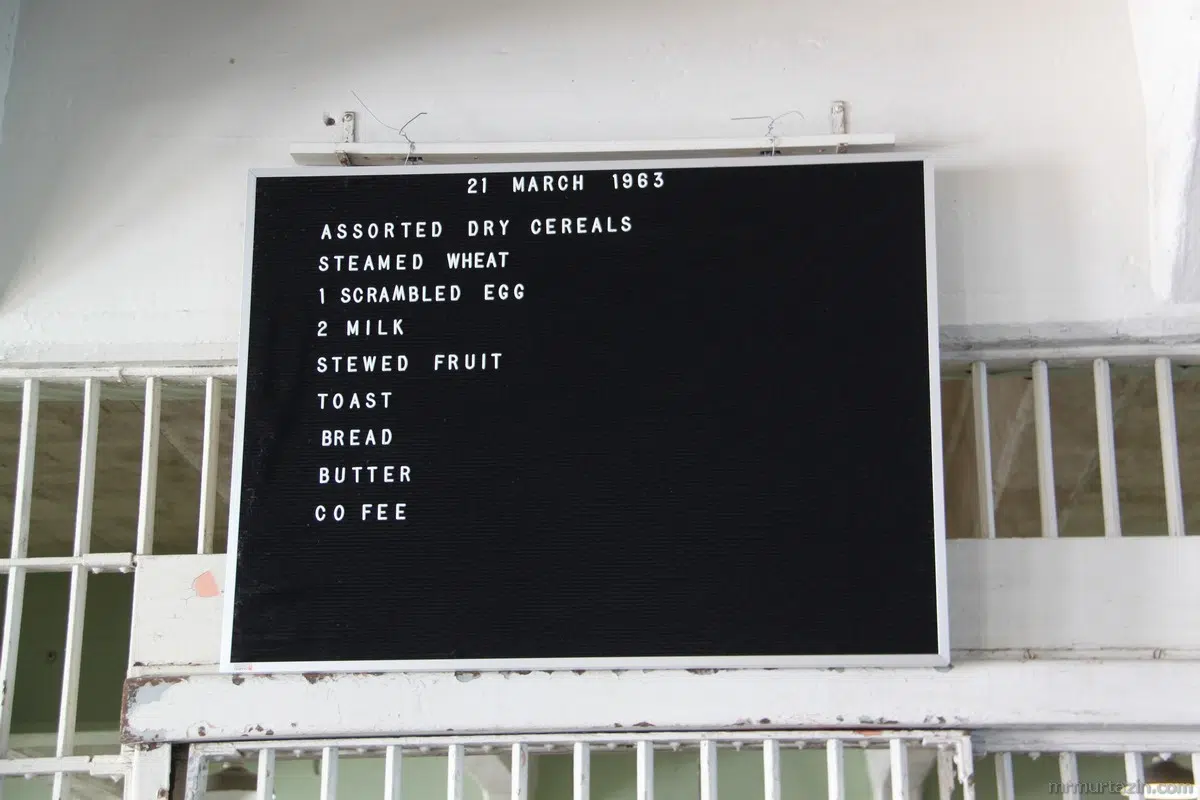 21 MARCH 1963
ASSORTED DRY CEREALS
STEAMED WHEAT
1 SCRAMBLED EGG
2 MILK
STEWED FRUIT
TOAST
BREAD
BUTTER
CO FEE
mrmurtazin.com